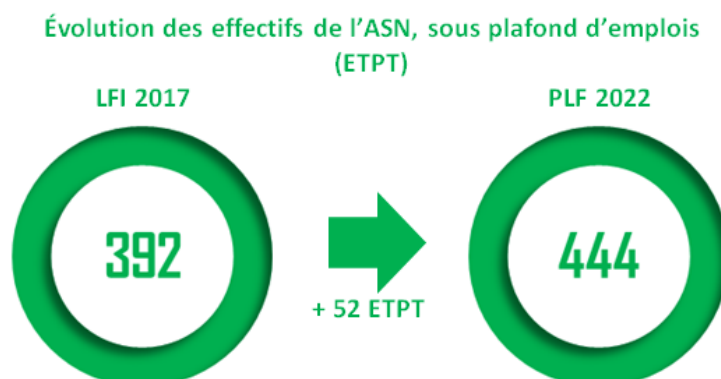 Évolution des effectifs de l’ASN, sous plafond d’emplois
(ETPT)
LFI 2017
PLF 2022
392
444
+ 52 ETPT